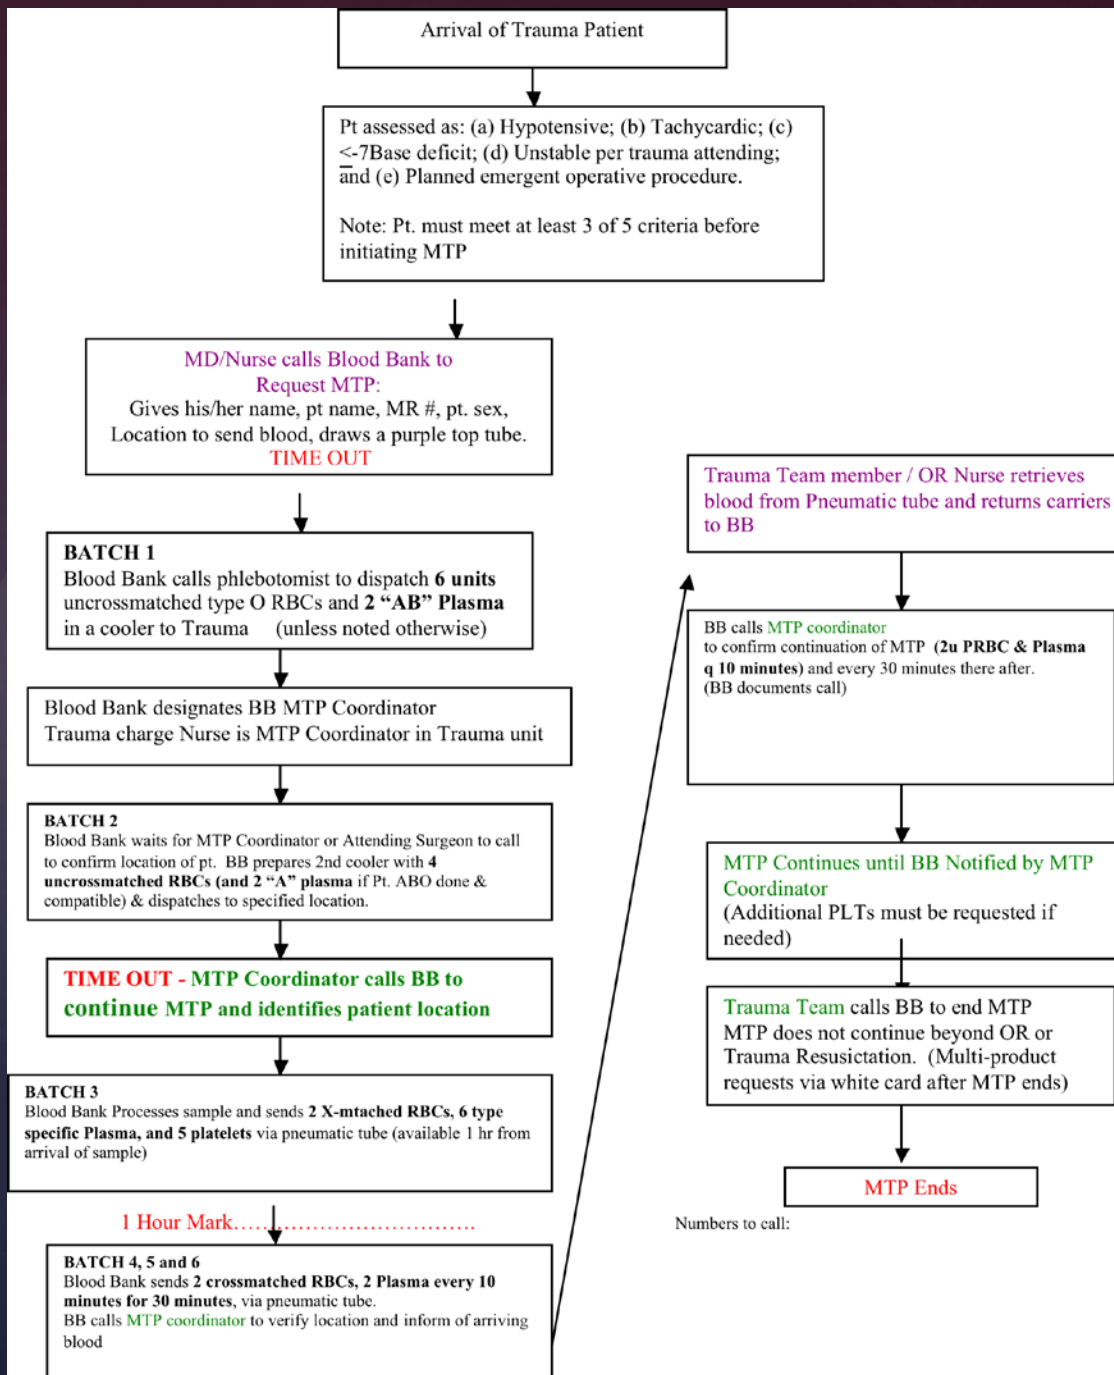 Arrival of Trauma Patient
Pt assessed as: (a) Hypotensive; (b) Tachycardic; (c)
<-7Base deficit; (d) Unstable per trauma attending;
and (e) Planned emergent operative procedure.
Note: Pt. must meet at least 3 of 5 criteria before
initiating MTP
MD/Nurse calls Blood Bank to
Request MTP:
Gives his/her name, pt name, MR #, pt. sex,
Location to send blood, draws a purple top tube.
TIME OUT
BATCH 1
Blood Bank calls phlebotomist to dispatch 6 units
uncrossmatched type O RBCs and 2 “AB” Plasma
in a cooler to Trauma (unless noted otherwise)
Blood Bank designates BB MTP Coordinator
Trauma charge Nurse is MTP Coordinator in Trauma unit
BATCH 2
Blood Bank waits for MTP Coordinator or Attending Surgeon to call
to confirm location of pt. BB prepares 2nd cooler with 4
uncrossmatched RBCs (and 2 “A” plasma if Pt. ABO done &
compatible) & dispatches to specified location.
TIME OUT - MTP Coordinator calls BB to
continue MTP and identifies patient location
BATCH 3
Blood Bank Processes sample and sends 2 X-mtached RBCs, 6 type
specific Plasma, and 5 platelets via pneumatic tube (available 1 hr from
arrival of sample)
1 Hour Mark……………………………….
BATCH 4, 5 and 6
Blood Bank sends 2 crossmatched RBCs, 2 Plasma every 10
minutes for 30 minutes, via pneumatic tube.
BB calls MTP coordinator to verify location and inform of arriving
blood
Trauma Team member / OR Nurse retrieves
blood from Pneumatic tube and returns carriers
to BB
BB calls MTP coordinator
to confirm continuation of MTP (2u PRBC & Plasma
q 10 minutes) and every 30 minutes there after.
(BB documents call)
MTP Continues until BB Notified by MTP
Coordinator
(Additional PLTs must be requested if
needed)
Trauma Team calls BB to end MTP
MTP does not continue beyond OR or
Trauma Resusictation. (Multi-product
requests via white card after MTP ends)
MTP Ends
Numbers to call: